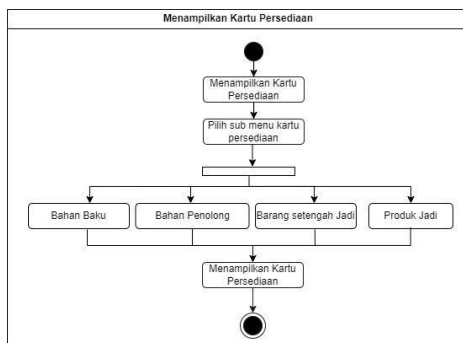 Menampilkan Kartu Persediaan
Menampilkan Kartu
Persediaan
Pilih sub menu kartu
persediaan
Bahan Baku
Bahan Penolong
Barang setengah Jadi
Produk Jadi
Menampilkan Kartu
Persediaan